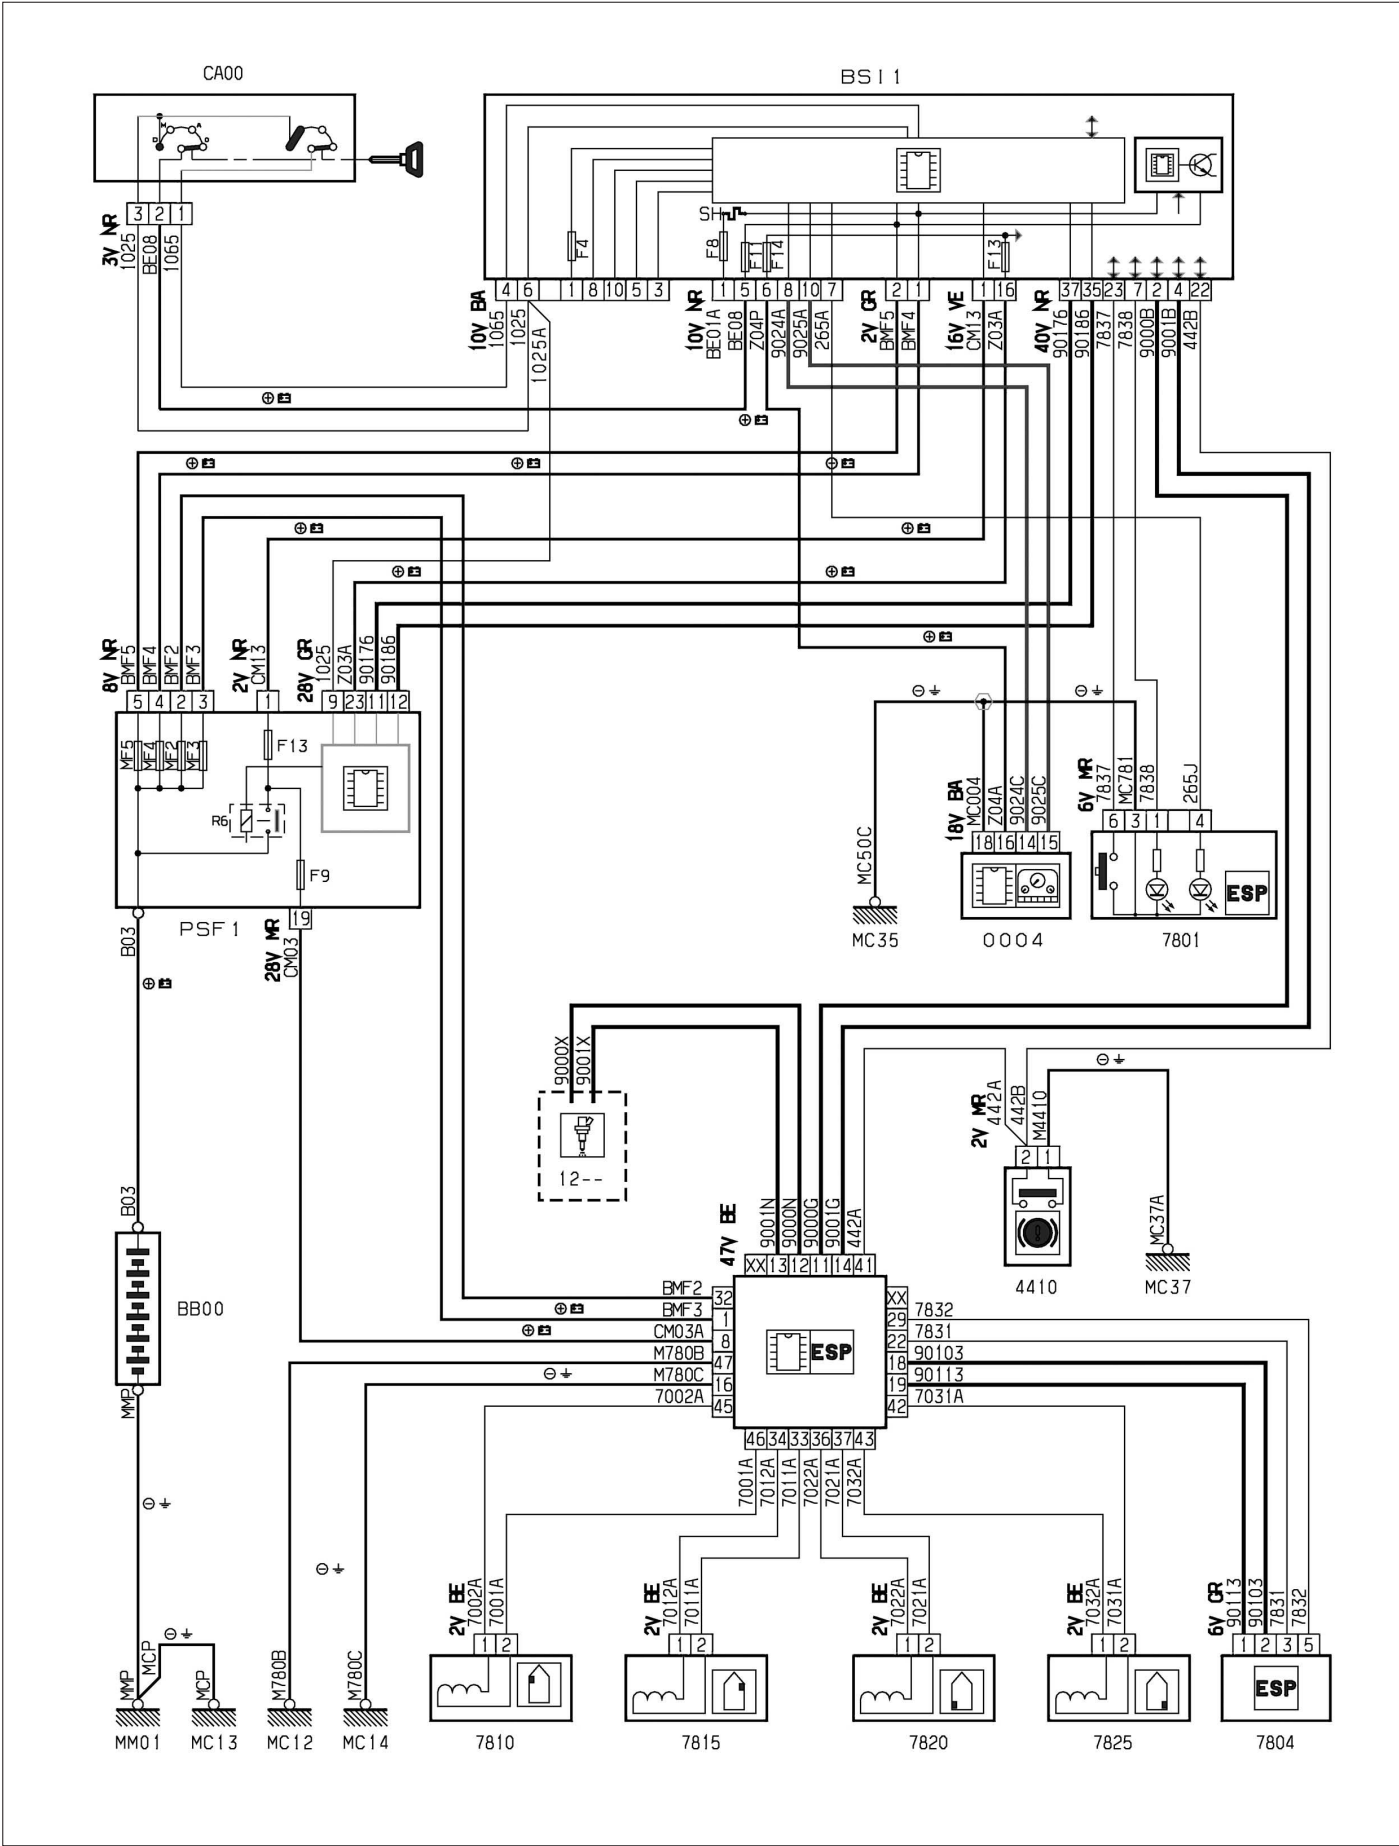 CA00
BSI1
M
A
D
D
3 2 1
3V NR
1025
BE08
1065
SH
F4
F8
F11
F14
F13
4 6 1 8 10 5 3
1 5 6 8 10 7
2 1
1 16
37 35 23 7 2 4 22
10V BA
1065
1025
1025A
10V NR
BE01A
BE08
Z04P
9024A
9025A
265A
2V GR
BMF5
BMF4
16V VE
CM13
Z03A
40V NR
90176
90186
7837
7838
9000B
9001B
442B
8V NR
BMF5
BMF4
BMF2
BMF3
2V NR
CM13
28V GR
1025
Z03A
90176
90186
5 4 2 3
1
9 23 11 12
MF5
MF4
MF2
MF3
F13
R6
F9
PSF1
19
28V MR
CM03
B03
18V BA
MC004
Z04A
9024C
9025C
18 16 14 15
MC50C
MC35
0004
6V MR
7837
MC781
7838
265J
6 3 1 4
ESP
7801
9000X
9001X
12--
2V MR
442A
442B
M4410
2 1
4410
MC37A
MC37
B03
BB00
MMP
47V BE
9001N
9000N
9000G
9001G
442A
XX 13 12 11 14 41
BMF2 32
BMF3 1
CM03A 8
M780B 47
M780C 16
7002A 45
ESP
XX
29 7832
22 7831
18 90103
19 90113
42 7031A
46 34 33 36 37 43
7001A
7012A
7011A
7022A
7021A
7032A
MMP
MCP
MCP
M780B
M780C
2V BE
7002A
7001A
1 2
2V BE
7012A
7011A
1 2
2V BE
7022A
7021A
1 2
2V BE
7032A
7031A
1 2
6V GR
90113
90103
7831
7832
1 2 3 5
ESP
MM01
MC13
MC12
MC14
7810
7815
7820
7825
7804